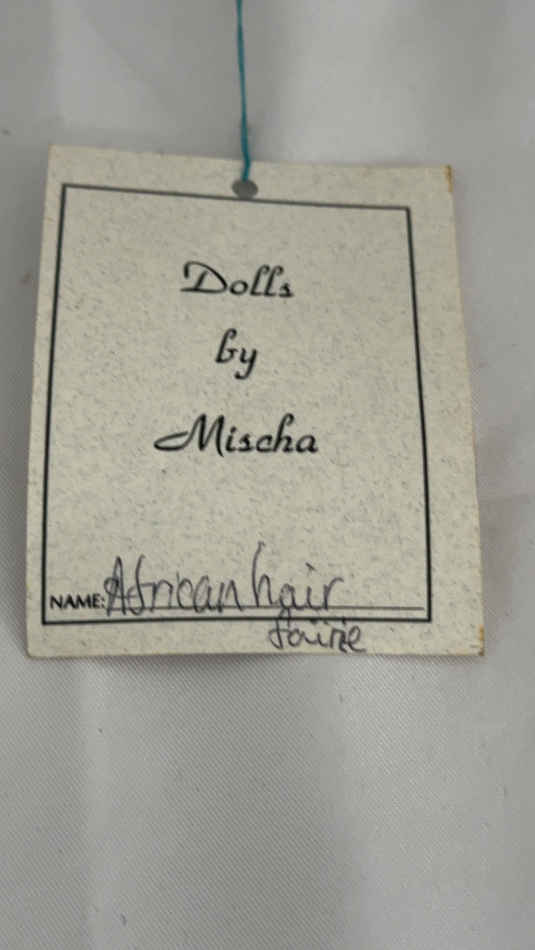 Dolls
by
Mischa
NAME: African hair
fairie